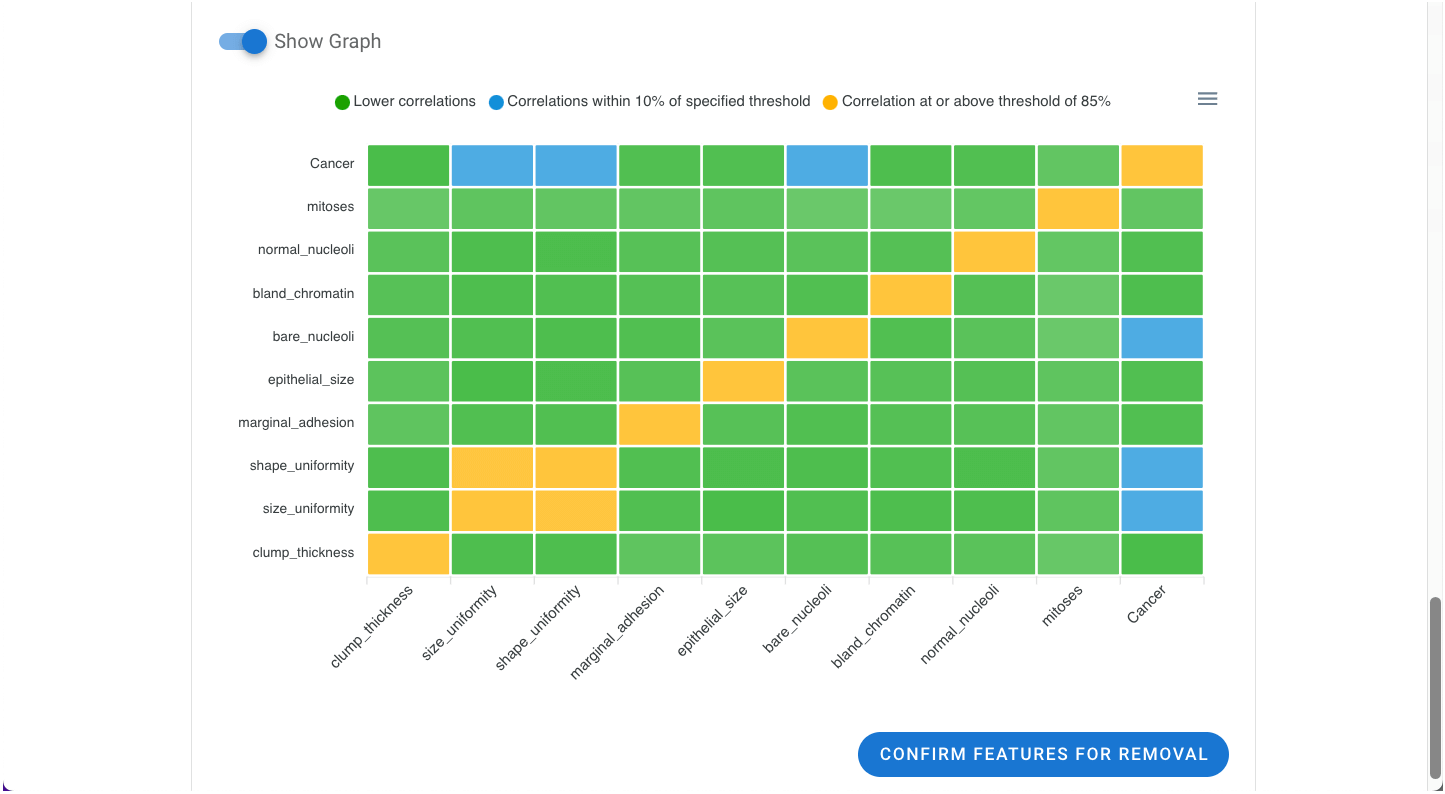 Show Graph
Lower correlations Correlations within 10% of specified threshold Correlation at or above threshold of 85%
Cancer
mitoses
normal_nucleoli
bland_chromatin
bare_nucleoli
epithelial_size
marginal_adhesion
shape_uniformity
size_uniformity
clump_thickness
clump_thickness size_uniformity shape_uniformity marginal_adhesion epithelial_size bare_nucleoli bland_chromatin normal_nucleoli mitoses Cancer
CONFIRM FEATURES FOR REMOVAL